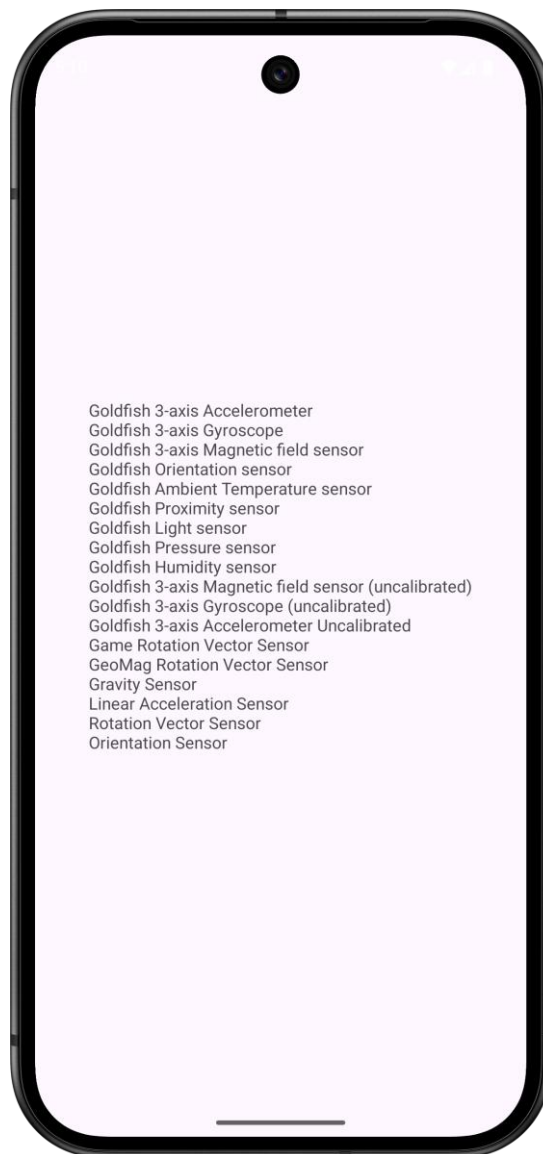 Goldfish 3-axis Accelerometer
Goldfish 3-axis Gyroscope
Goldfish 3-axis Magnetic field sensor
Goldfish Orientation sensor
Goldfish Ambient Temperature sensor
Goldfish Proximity sensor
Goldfish Light sensor
Goldfish Pressure sensor
Goldfish Humidity sensor
Goldfish 3-axis Magnetic field sensor (uncalibrated)
Goldfish 3-axis Gyroscope (uncalibrated)
Goldfish 3-axis Accelerometer Uncalibrated
Game Rotation Vector Sensor
GeoMag Rotation Vector Sensor
Gravity Sensor
Linear Acceleration Sensor
Rotation Vector Sensor
Orientation Sensor